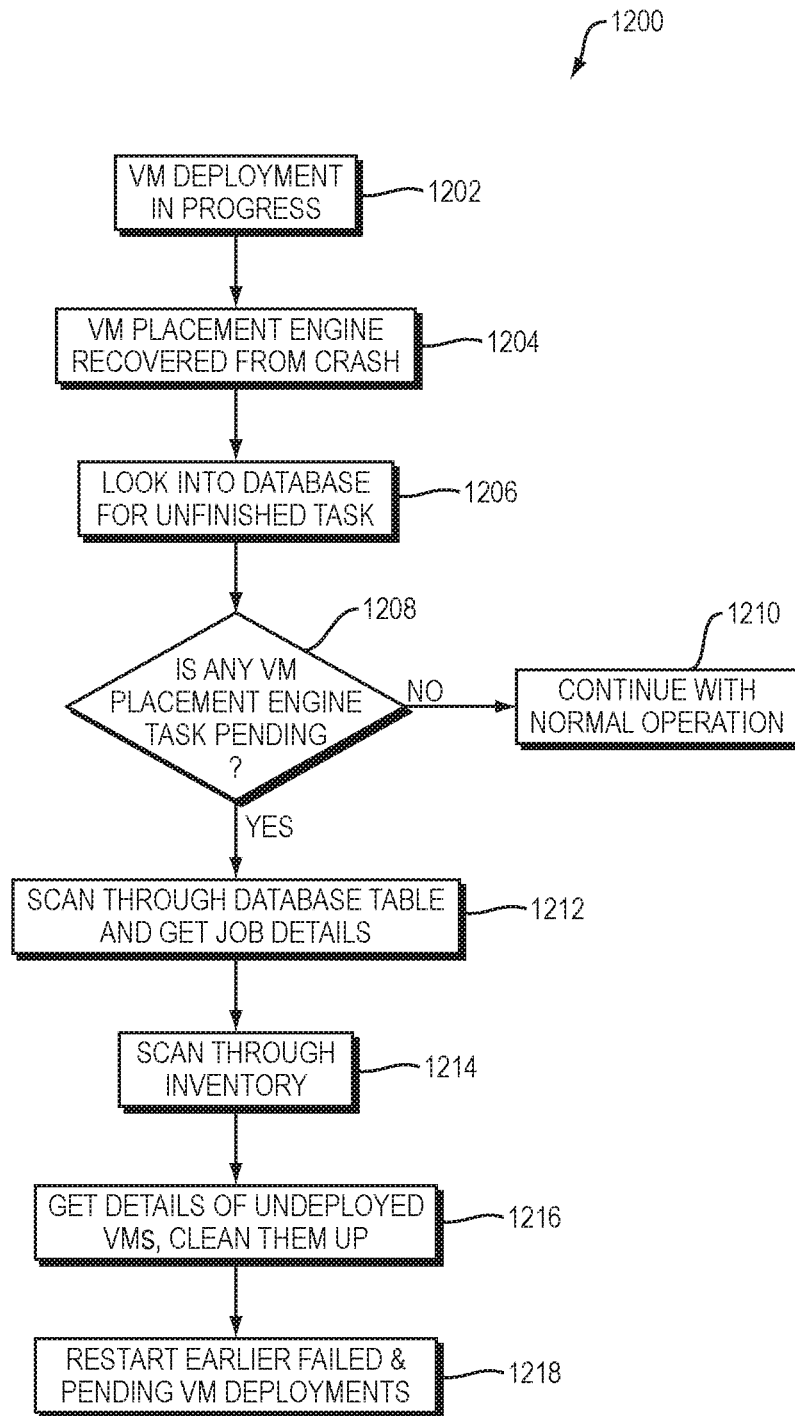 1200
VM DEPLOYMENT
IN PROGRESS
1202
VM PLACEMENT ENGINE
RECOVERED FROM CRASH
1204
LOOK INTO DATABASE
FOR UNFINISHED TASK
1206
1208
IS ANY VM
PLACEMENT ENGINE
TASK PENDING
?
NO
1210
CONTINUE WITH
NORMAL OPERATION
YES
SCAN THROUGH DATABASE TABLE
AND GET JOB DETAILS
1212
SCAN THROUGH
INVENTORY
1214
GET DETAILS OF UNDEPLOYED
VMs, CLEAN THEM UP
1216
RESTART EARLIER FAILED &
PENDING VM DEPLOYMENTS
1218